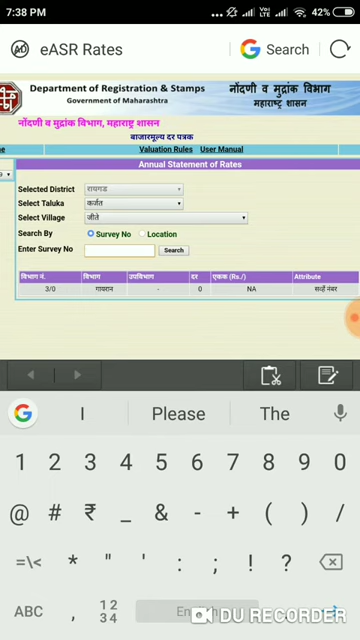 7:38 PM
VoLTE 42%
AD eASR Rates
Search
Department of Registration & Stamps
Government of Maharashtra
नोंदणी व मुद्रांक विभाग
महाराष्ट्र शासन
नोंदणी व मुद्रांक विभाग, महाराष्ट्र शासन
बाजारमूल्य दर पत्रक
Valuation Rules User Manual
Annual Statement of Rates
Selected District रायगड
Select Taluka कर्जत
Select Village जीते
Search By Survey No Location
Enter Survey No Search
विभाग नं. विभाग उपविभाग दर एकक (Rs./) Attribute
3/0 गायरान - 0 NA सर्व्हे नंबर
I Please The
1 2 3 4 5 6 7 8 9 0
@ # ₹ _ & - + ( ) /
=\< * " ' : ; ! ?
ABC , 12 34
DU RECORDER